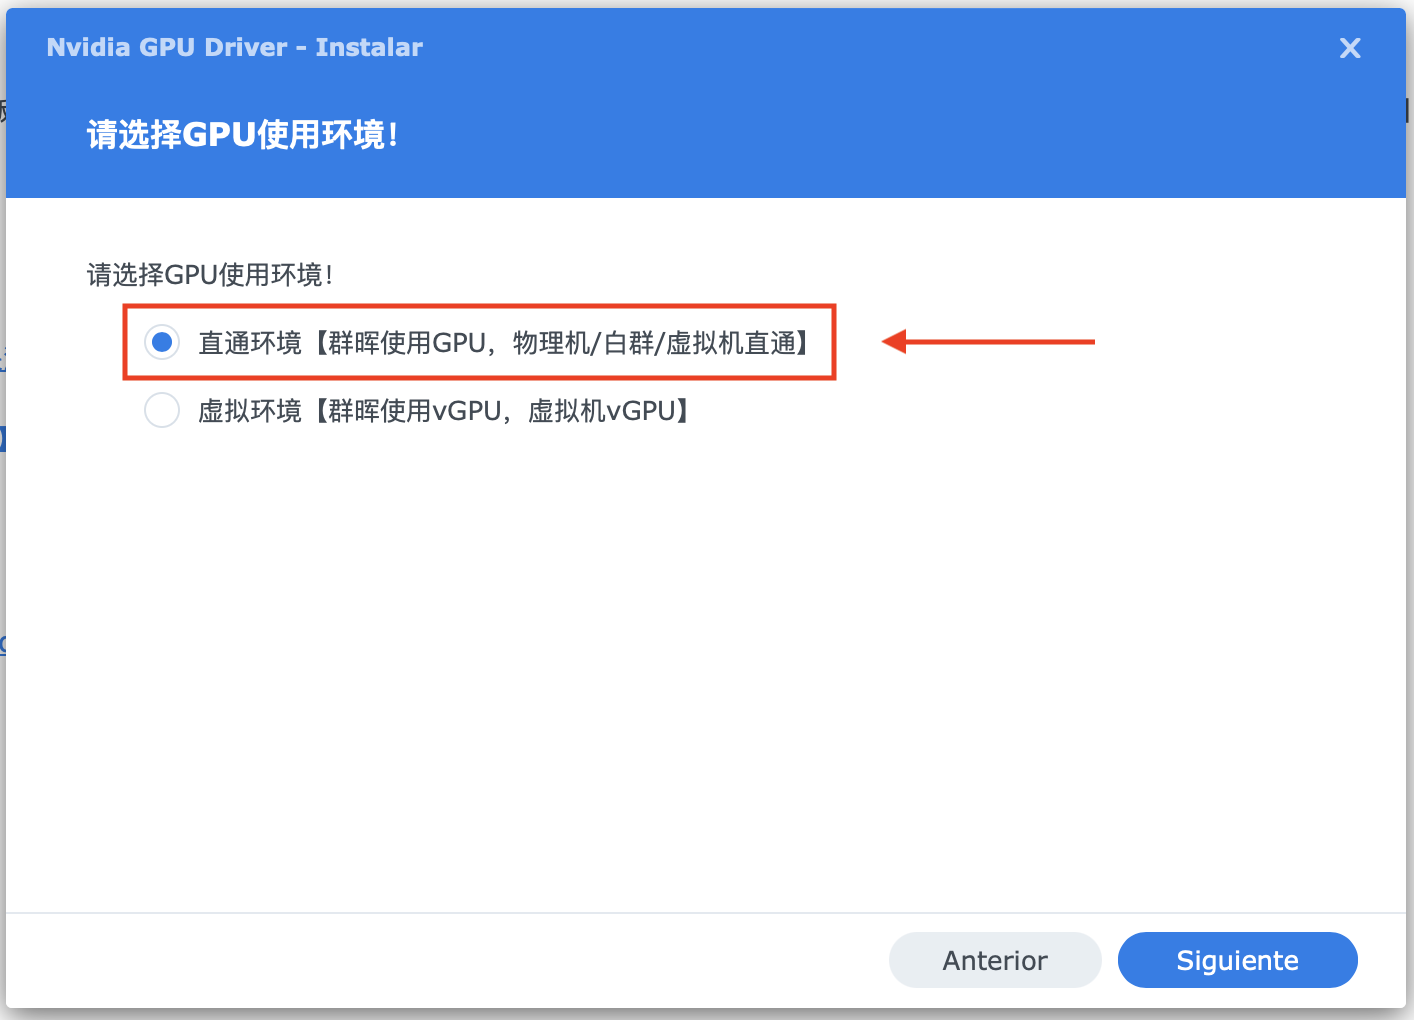 Nvidia GPU Driver - Instalar
请选择GPU使用环境!
请选择GPU使用环境!
直通环境【群晖使用GPU，物理机/白群/虚拟机直通】
虚拟环境【群晖使用vGPU，虚拟机vGPU】
Anterior
Siguiente